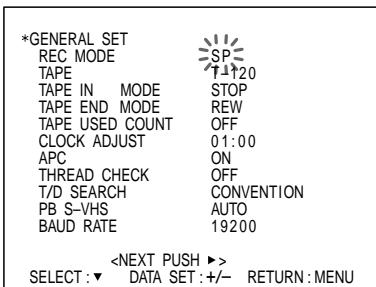 *GENERAL SET
REC MODE SP
TAPE T-120
TAPE IN MODE STOP
TAPE END MODE REW
TAPE USED COUNT OFF
CLOCK ADJUST 01:00
APC ON
THREAD CHECK OFF
T/D SEARCH CONVENTION
PB S–VHS AUTO
BAUD RATE 19200
<NEXT PUSH ►>
SELECT:▼ DATA SET:+/– RETURN:MENU